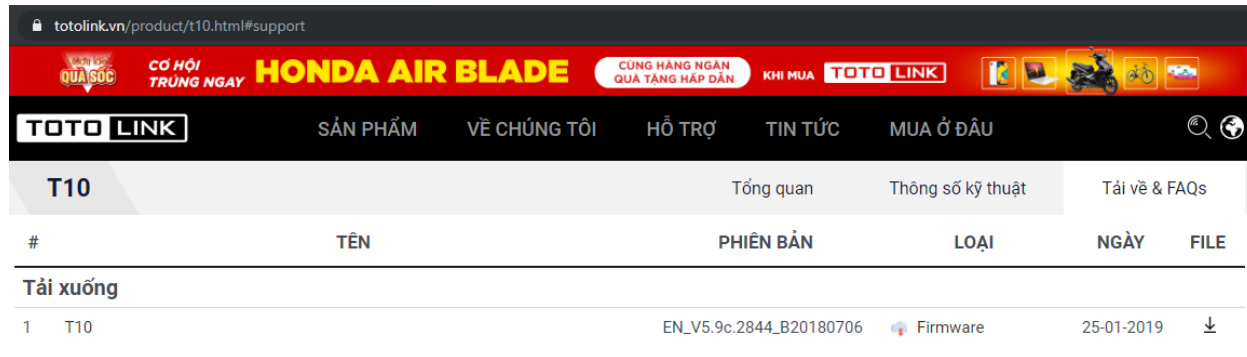 totolink.vn/product/t10.html#support
QUÀ SỐC
CƠ HỘI
TRÚNG NGAY
HONDA AIR BLADE
CÙNG HÀNG NGÀN
QUÀ TẶNG HẤP DẪN
KHI MUA TOTO LINK
TOTO LINK SẢN PHẨM VỀ CHÚNG TÔI HỖ TRỢ TIN TỨC MUA Ở ĐÂU
T10 Tổng quan Thông số kỹ thuật Tải về & FAQs
# TÊN PHIÊN BẢN LOẠI NGÀY FILE
Tải xuống
1 T10 EN_V5.9c.2844_B20180706 Firmware 25-01-2019